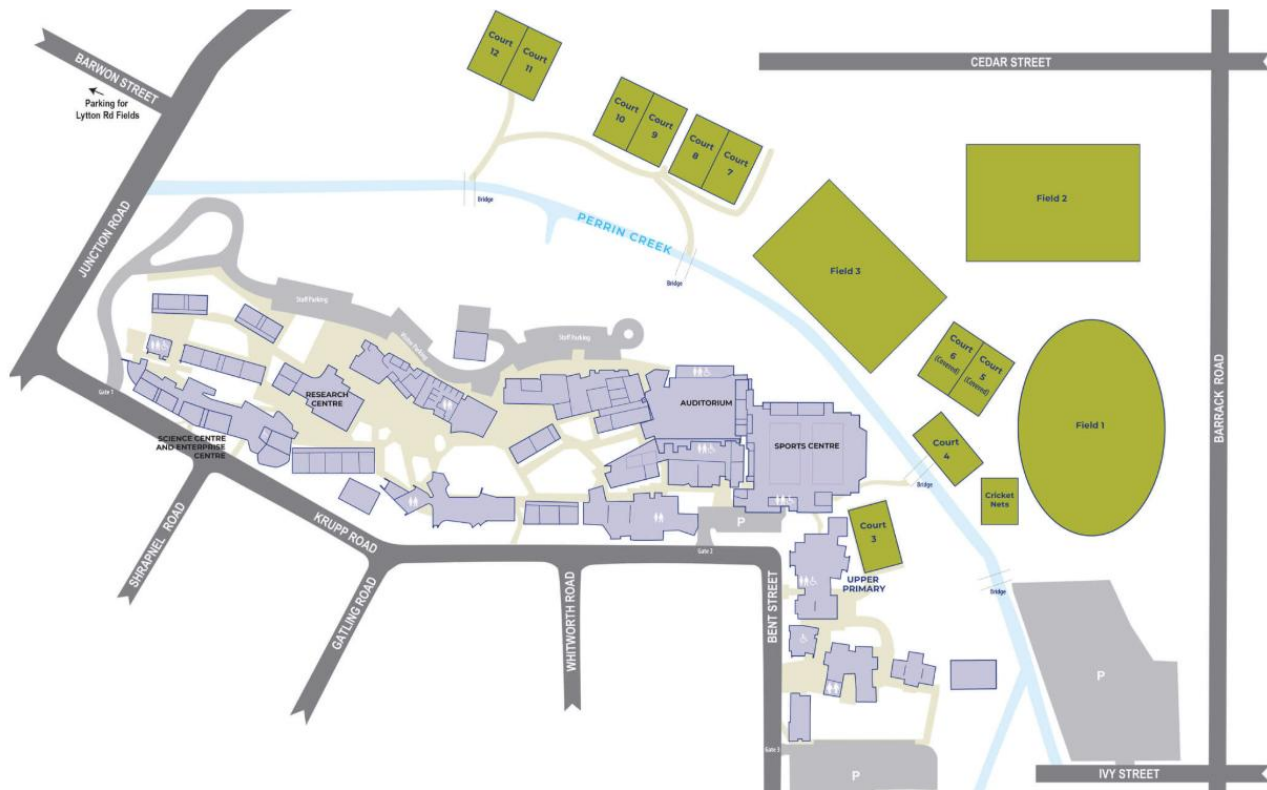 BARWON STREET
Parking for
Lytton Rd Fields
JUNCTION ROAD
Court
12
Court
11
Court
10
Court
9
Court
8
Court
7
CEDAR STREET
BARRACK ROAD
Field 2
Field 3
Bridge
PERRIN CREEK
Bridge
Court
6
(Covered)
Court
5
(Covered)
Field 1
Court
4
Cricket
Nets
Bridge
Staff Parking
Visitor Parking
Staff Parking
Gate 1
RESEARCH
CENTRE
SCIENCE CENTRE
AND ENTERPRISE
CENTRE
AUDITORIUM
SPORTS CENTRE
P
Gate 2
Court
3
UPPER
PRIMARY
Bridge
SHRAPNEL ROAD
KRUPP ROAD
GATLING ROAD
WHITWORTH ROAD
BENT STREET
Gate 3
P
P
IVY STREET